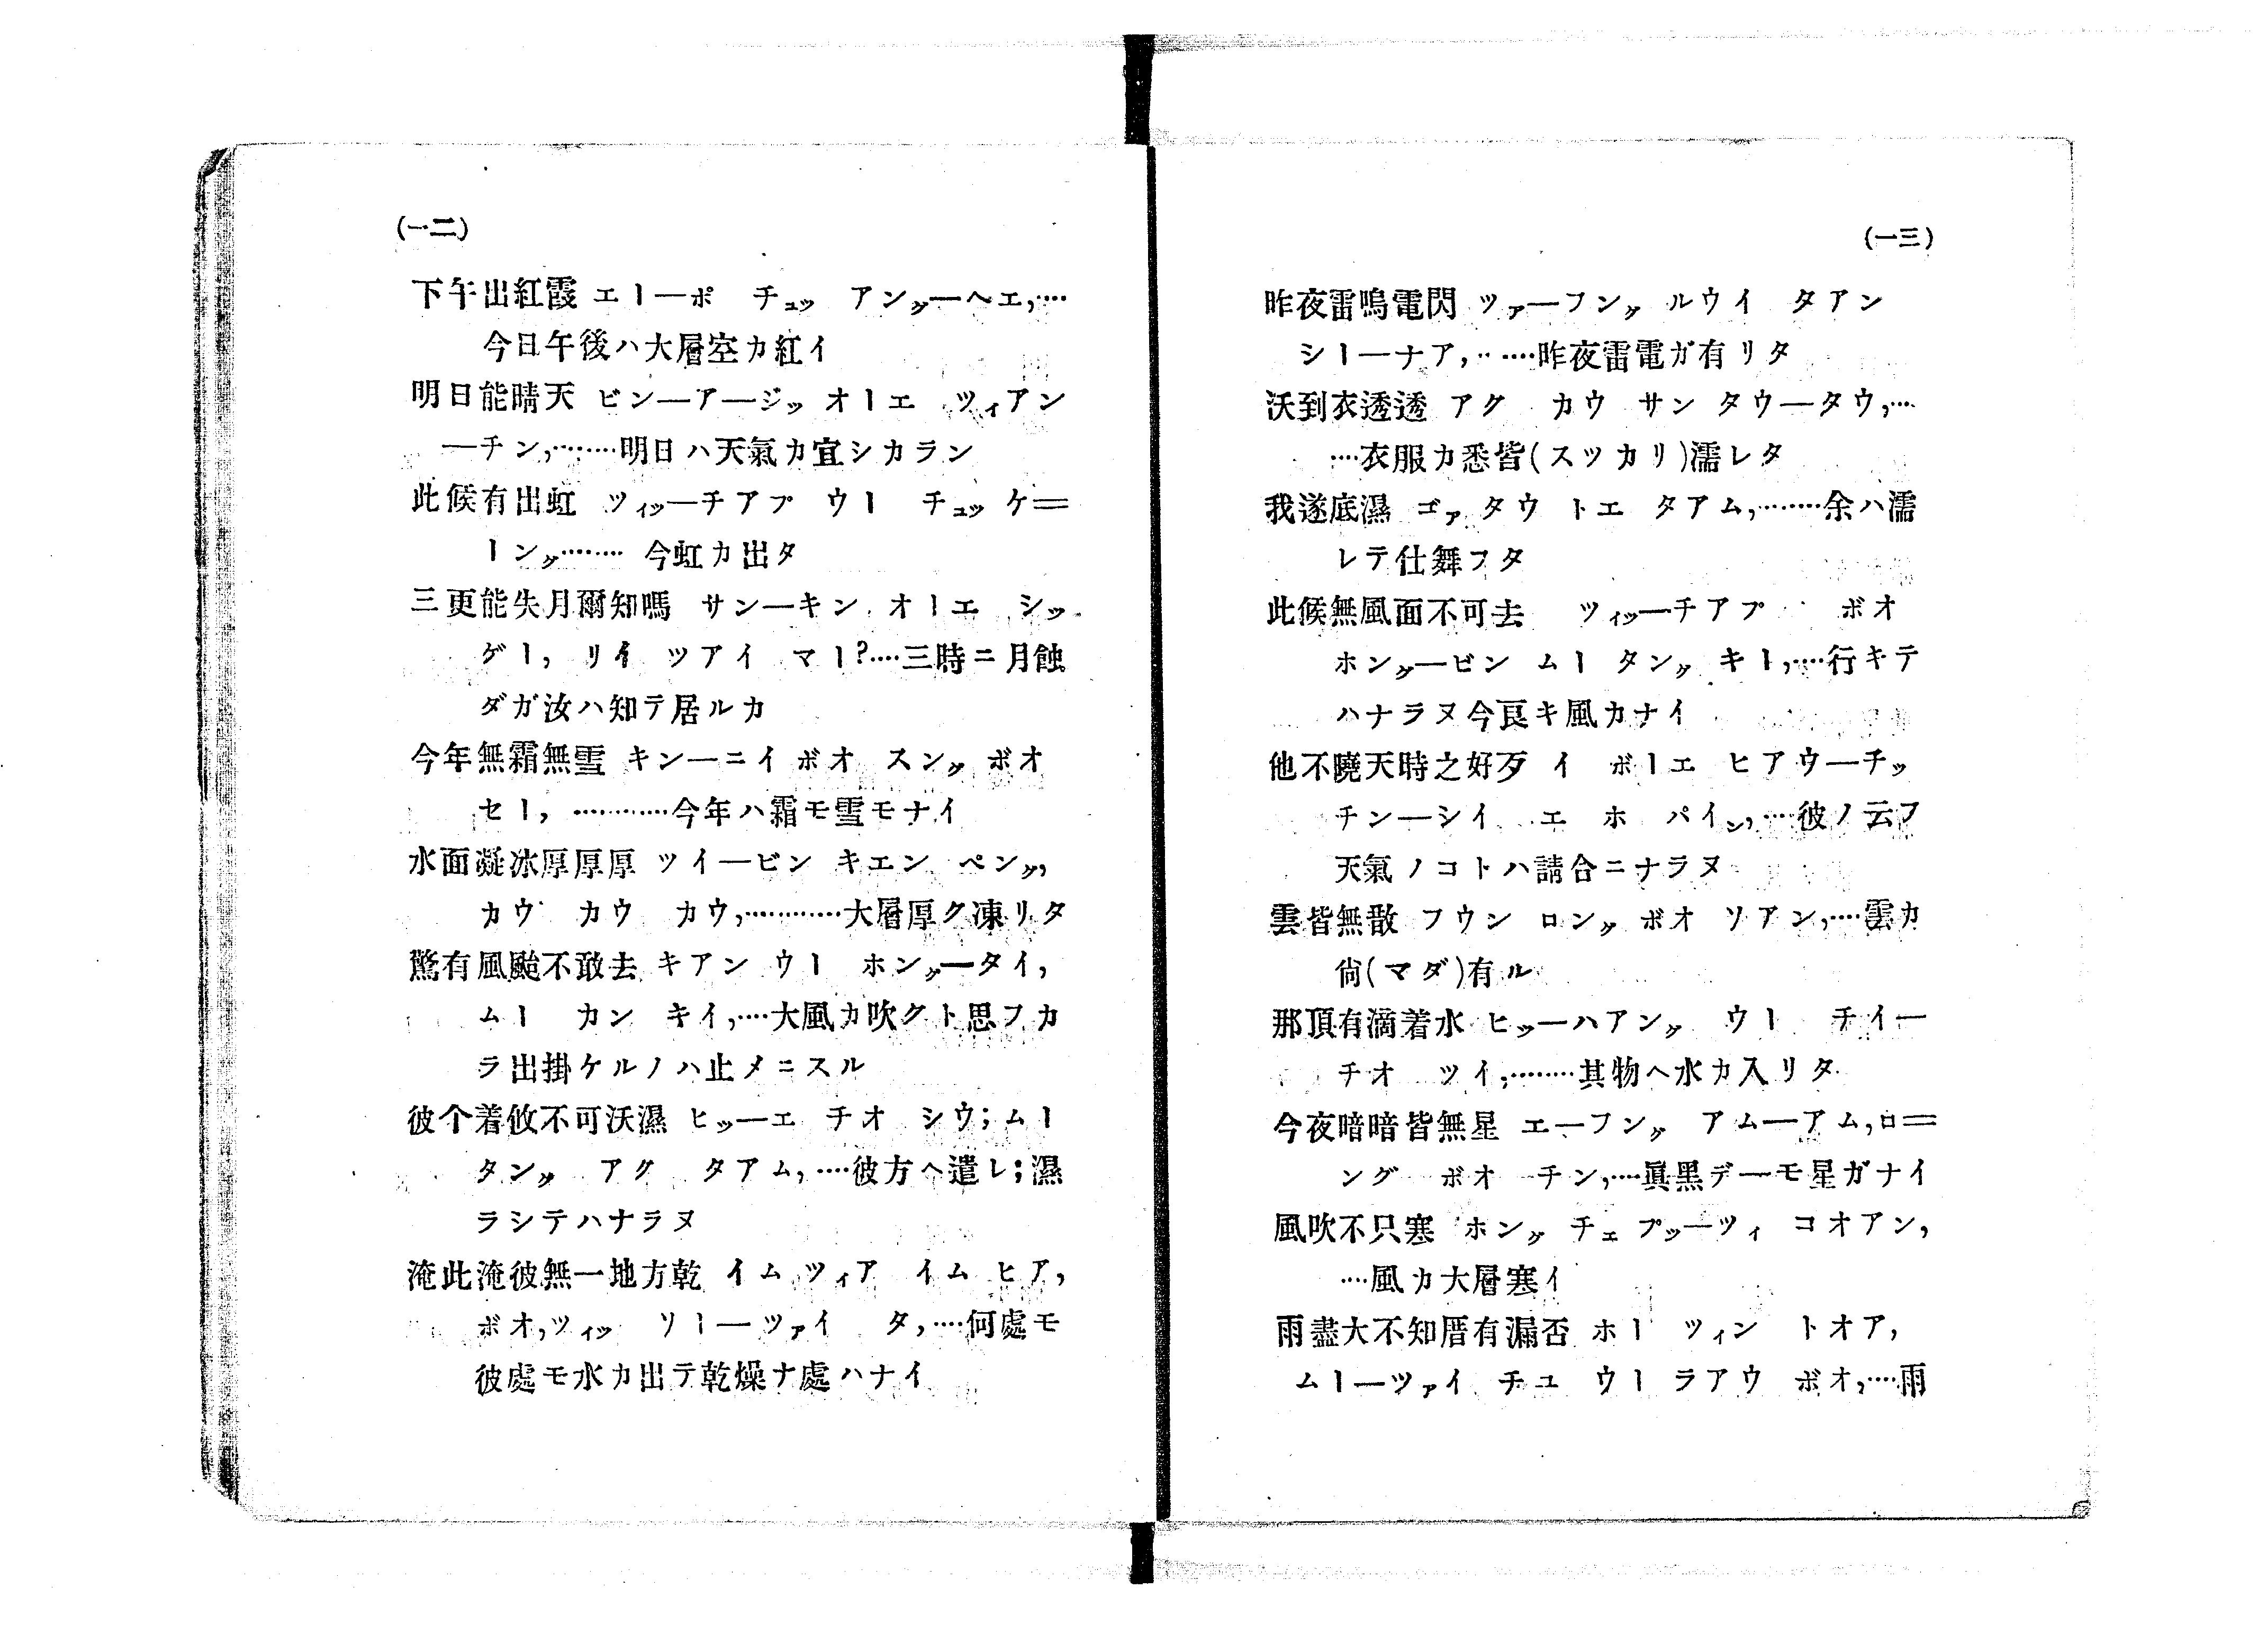 (一二)
下午出紅霞 エー―ポ チュッ アング―ヘエ,‥‥
今日午後ハ大層空カ紅イ
明日能晴天 ビン―ア―ジッ オーエ ツィアン
―チン,‥‥‥‥明日ハ天氣カ宜シカラン
此候有出虹 ツィッ―チアプ ウー チュッ ケ＝
ーング‥‥‥‥ 今虹カ出タ
三更能失月爾知嗎 サン―キン オーエ シッ
ゲー, リイ ツアイ マー?‥‥三時ニ月蝕
ダガ汝ハ知テ居ルカ
今年無霜無雪 キン―ニイ ボオ スング ボオ
セー, ‥‥‥‥‥‥今年ハ霜モ雪モナイ
水面凝冰厚厚厚 ツイ―ビン キエン ペング,
カウ カウ カウ,‥‥‥‥‥‥大層厚ク凍リタ
驚有風颱不敢去 キアン ウー ホング―タイ,
ムー カン キイ,‥‥大風カ吹クト思フカ
ラ出掛ケルノハ止メニスル
彼个着收不可沃濕 ヒッ―エ チオ シウ; ムー
タング アク タアム, ‥‥彼方ヘ遣レ; 濕
ラシテハナラヌ
淹此淹彼無一地方乾 イム ツィア イム ヒア,
ボオ,ツィッ ソー―ツァイ タ,‥‥何處モ
彼處モ水カ出テ乾燥ナ處ハナイ
(一三)
昨夜雷鳴電閃 ツァ―フング ルウイ タアン
シー―ナア,‥‥‥昨夜雷電ガ有リタ
沃到衣透透 アク カウ サン タウ―タウ,‥‥
‥‥衣服カ悉皆(スツカリ)濡レタ
我遂底濕 ゴァ タウ トエ タアム,‥‥‥‥余ハ濡
レテ仕舞フタ
此候無風面不可去 ツィッ―チアプ ボオ
ホング―ビン ムー タング キー,‥‥行キテ
ハナラヌ今良キ風カナイ
他不曉天時之好歹 イ ボーエ ヒアウ―チッ
チン―シイ エ ホ パイン,‥‥彼ノ云フ
天氣ノコトハ請合ニナラヌ
雲皆無散 フウン ロング ボオ ソアン,‥‥雲カ
尙(マダ)有ル
那頂有滴着水 ヒッ―ハアング ウー チイ―
チオ ツイ,‥‥‥‥其物ヘ水カ入リタ
今夜暗暗皆無星 エ―フング アム―アム,ロ＝
ング ボオ チン,‥‥眞黑デ一モ星ガナイ
風吹不只寒 ホング チェ プッ―ツィ コオアン,
‥‥風カ大層寒イ
雨盡大不知厝有漏否 ホー ツィン トオア,
ムー―ツァイ チユ ウー ラアウ ボオ,‥‥雨